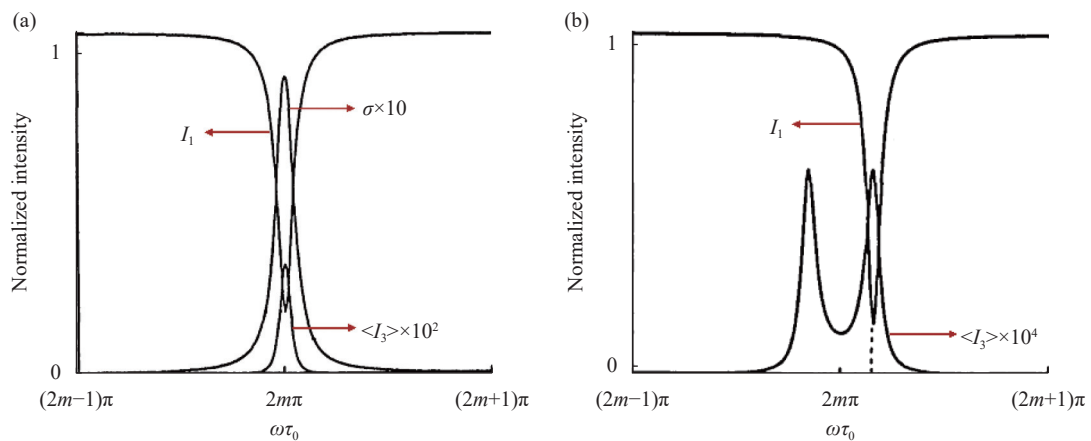 (a)
1
Normalized intensity
0
I₁
σ×10
<I₃>×10²
(2m−1)π
2mπ
(2m+1)π
ωτ₀
(b)
1
Normalized intensity
0
I₁
<I₃>×10⁴
(2m−1)π
2mπ
(2m+1)π
ωτ₀